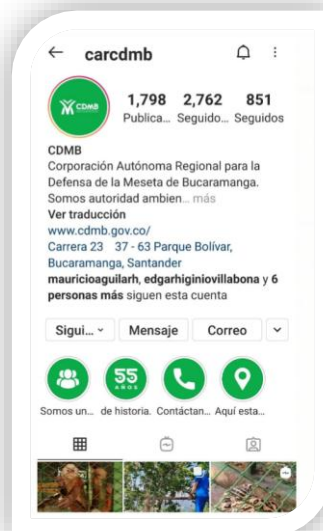 carcdmb
CDMB
1,798 2,762 851
Publica... Seguido... Seguidos
CDMB
Corporación Autónoma Regional para la
Defensa de la Meseta de Bucaramanga.
Somos autoridad ambien... más
Ver traducción
www.cdmb.gov.co/
Carrera 23 37 - 63 Parque Bolívar,
Bucaramanga, Santander
mauricioaguilarh, edgarhiginiovillabona y 6
personas más siguen esta cuenta
Sigui... Mensaje Correo
55
AÑOS
Somos un... de historia. Contáctan... Aquí esta...